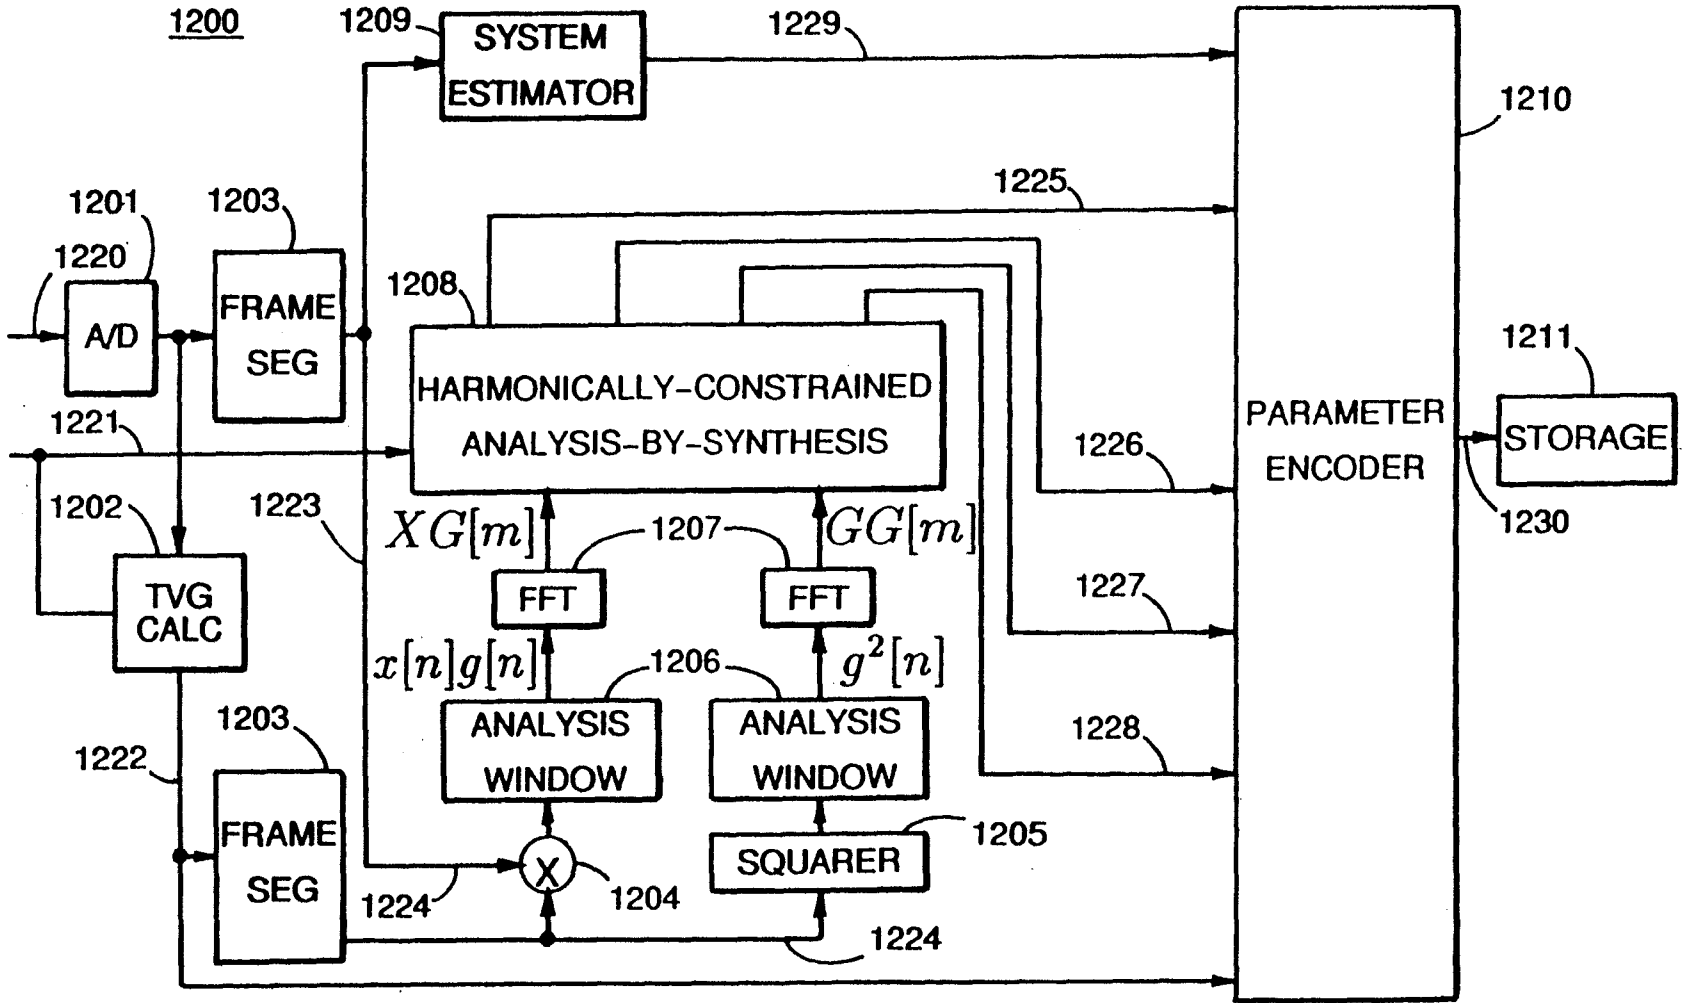 1200
1209
SYSTEM
ESTIMATOR
1229
1210
1201
1203
1225
1220
A/D
FRAME
SEG
1208
HARMONICALLY-CONSTRAINED
ANALYSIS-BY-SYNTHESIS
PARAMETER
ENCODER
1211
STORAGE
1221
1226
1230
1202
1223
XG[m]
1207
GG[m]
TVG
CALC
FFT
FFT
1227
x[n]g[n]
1206
g²[n]
1203
1222
ANALYSIS
WINDOW
ANALYSIS
WINDOW
1228
FRAME
SEG
X
SQUARER
1205
1224
1204
1224